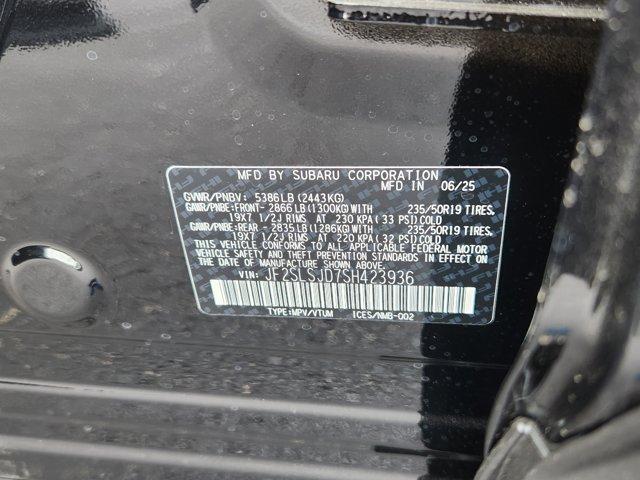 MFD BY SUBARU CORPORATION
MFD IN 06/25
GVWR/PNBV: 5386LB(2443KG)
GAWR/PNBE:FRONT-2866LB(1300KG)WITH 235/50R19 TIRES,
19X7 1/2J RIMS AT 230 KPA(33 PSI)COLD
GAWR/PNBE:REAR -2835LB(1286KG)WITH 235/50R19 TIRES,
19X7 1/2J RIMS AT 220 KPA(32 PSI)COLD
THIS VEHICLE CONFORMS TO ALL APPLICABLE FEDERAL MOTOR
VEHICLE SAFETY AND THEFT PREVENTION STANDARDS IN EFFECT
ON THE DATE OF MANUFACTURE SHOWN ABOVE.
VIN: JF2SLSJD7SH423936
TYPE:MPV/VTUM ICES/NMB-002